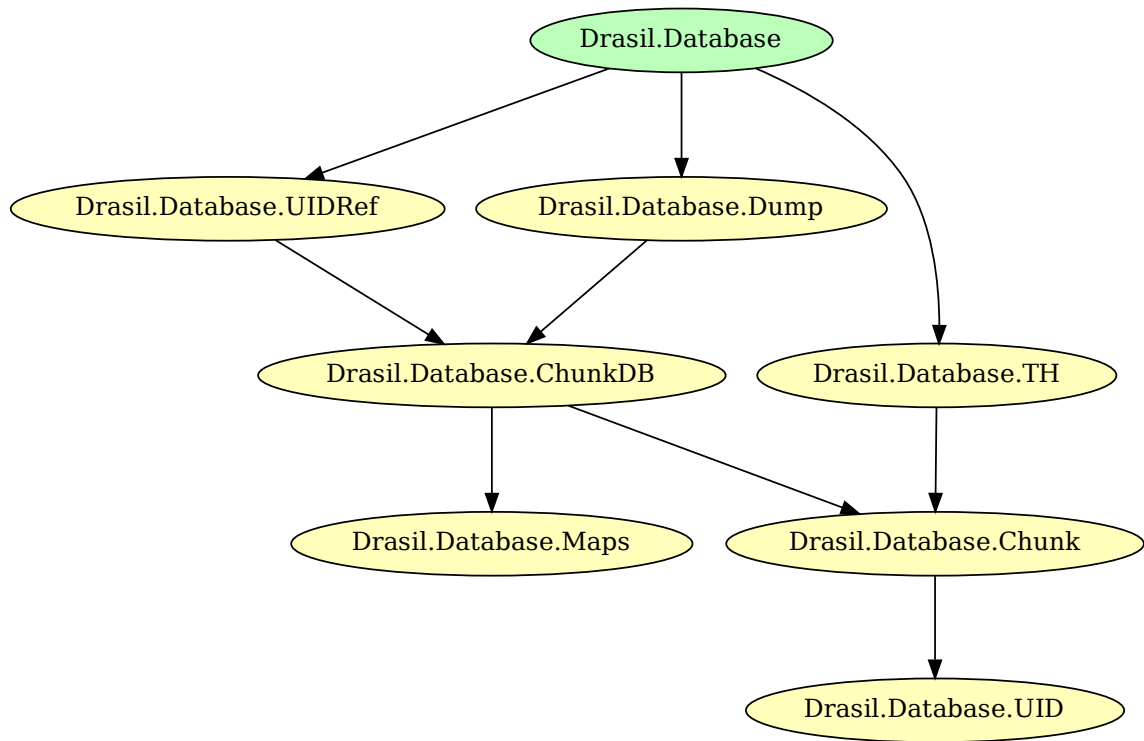 Drasil.Database
Drasil.Database.UIDRef
Drasil.Database.Dump
Drasil.Database.ChunkDB
Drasil.Database.TH
Drasil.Database.Maps
Drasil.Database.Chunk
Drasil.Database.UID